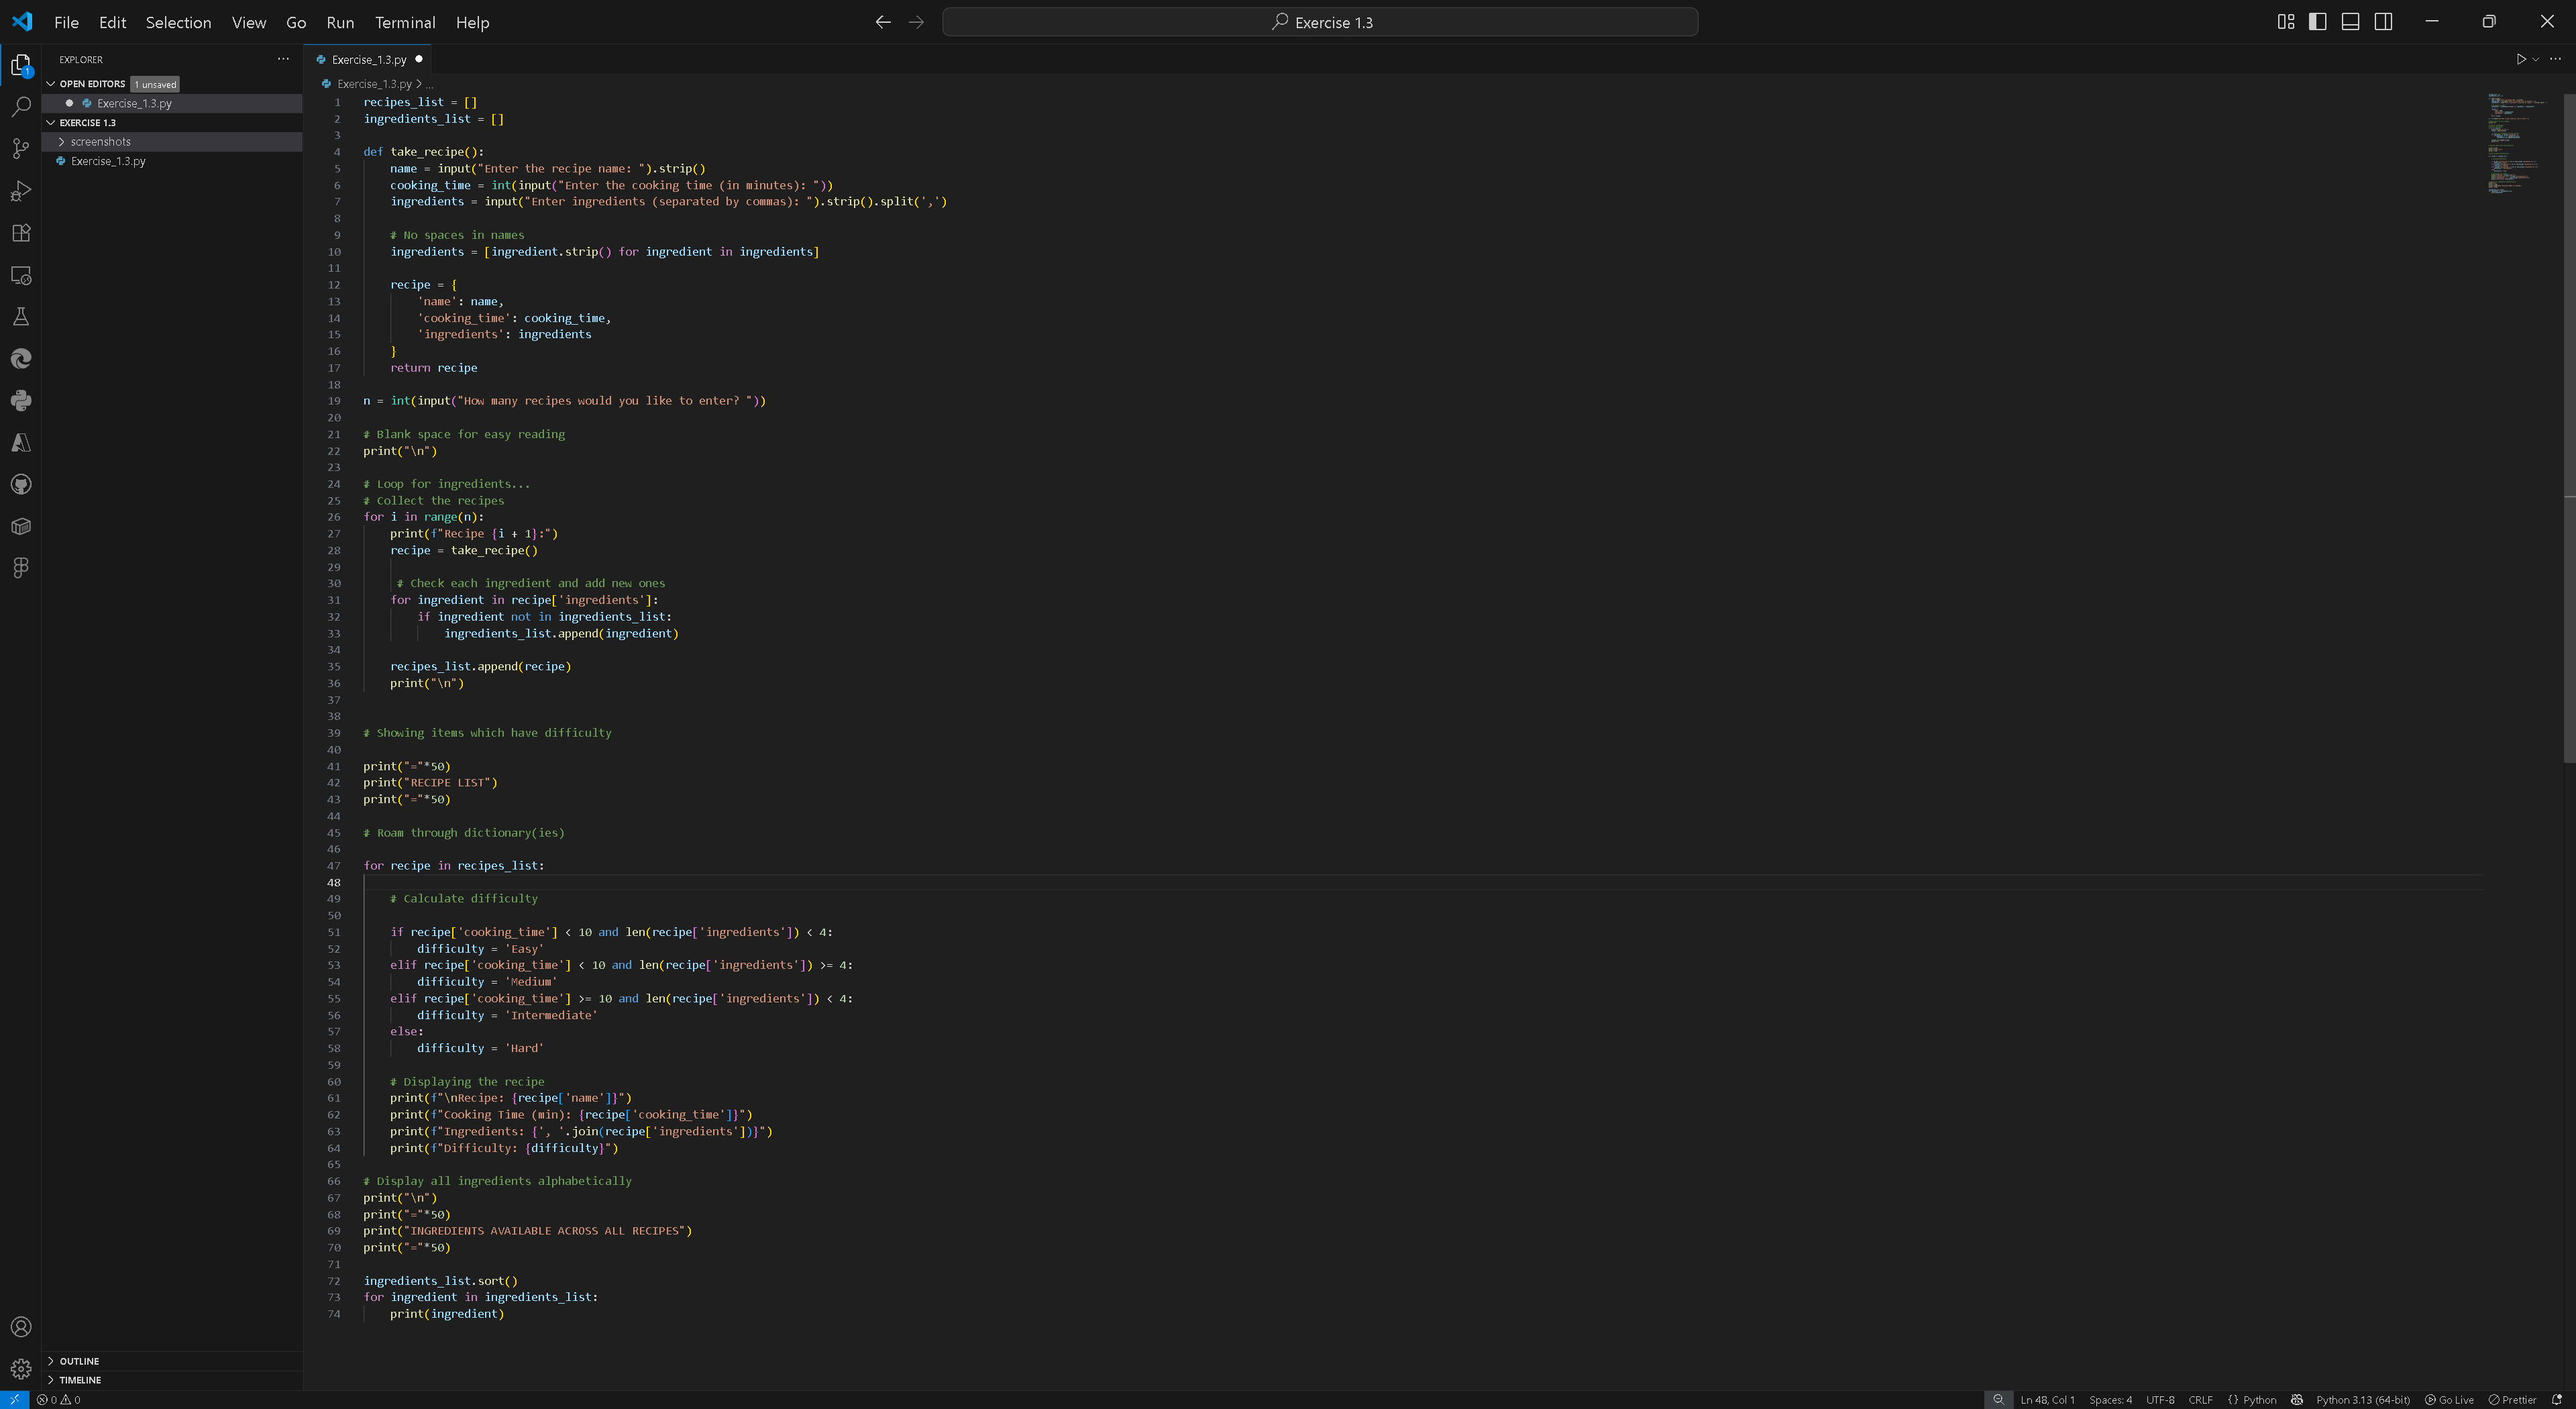 File Edit Selection View Go Run Terminal Help
Exercise 1.3
EXPLORER
OPEN EDITORS 1 unsaved
Exercise_1.3.py
EXERCISE 1.3
screenshots
Exercise_1.3.py
OUTLINE
TIMELINE
Exercise_1.3.py
Exercise_1.3.py > ...
1 recipes_list = []
2 ingredients_list = []
3
4 def take_recipe():
5     name = input("Enter the recipe name: ").strip()
6     cooking_time = int(input("Enter the cooking time (in minutes): "))
7     ingredients = input("Enter ingredients (separated by commas): ").strip().split(',')
8
9     # No spaces in names
10     ingredients = [ingredient.strip() for ingredient in ingredients]
11
12     recipe = {
13         'name': name,
14         'cooking_time': cooking_time,
15         'ingredients': ingredients
16     }
17     return recipe
18
19 n = int(input("How many recipes would you like to enter? "))
20
21 # Blank space for easy reading
22 print("\n")
23
24 # Loop for ingredients...
25 # Collect the recipes
26 for i in range(n):
27     print(f"Recipe {i + 1}:")
28     recipe = take_recipe()
29
30      # Check each ingredient and add new ones
31     for ingredient in recipe['ingredients']:
32         if ingredient not in ingredients_list:
33             ingredients_list.append(ingredient)
34
35     recipes_list.append(recipe)
36     print("\n")
37
38
39 # Showing items which have difficulty
40
41 print("="*50)
42 print("RECIPE LIST")
43 print("="*50)
44
45 # Roam through dictionary(ies)
46
47 for recipe in recipes_list:
48
49     # Calculate difficulty
50
51     if recipe['cooking_time'] < 10 and len(recipe['ingredients']) < 4:
52         difficulty = 'Easy'
53     elif recipe['cooking_time'] < 10 and len(recipe['ingredients']) >= 4:
54         difficulty = 'Medium'
55     elif recipe['cooking_time'] >= 10 and len(recipe['ingredients']) < 4:
56         difficulty = 'Intermediate'
57     else:
58         difficulty = 'Hard'
59
60     # Displaying the recipe
61     print(f"\nRecipe: {recipe['name']}")
62     print(f"Cooking Time (min): {recipe['cooking_time']}")
63     print(f"Ingredients: {', '.join(recipe['ingredients'])}")
64     print(f"Difficulty: {difficulty}")
65
66 # Display all ingredients alphabetically
67 print("\n")
68 print("="*50)
69 print("INGREDIENTS AVAILABLE ACROSS ALL RECIPES")
70 print("="*50)
71
72 ingredients_list.sort()
73 for ingredient in ingredients_list:
74     print(ingredient)
0 0 Ln 48, Col 1 Spaces: 4 UTF-8 CRLF {} Python Python 3.13 (64-bit) Go Live Prettier